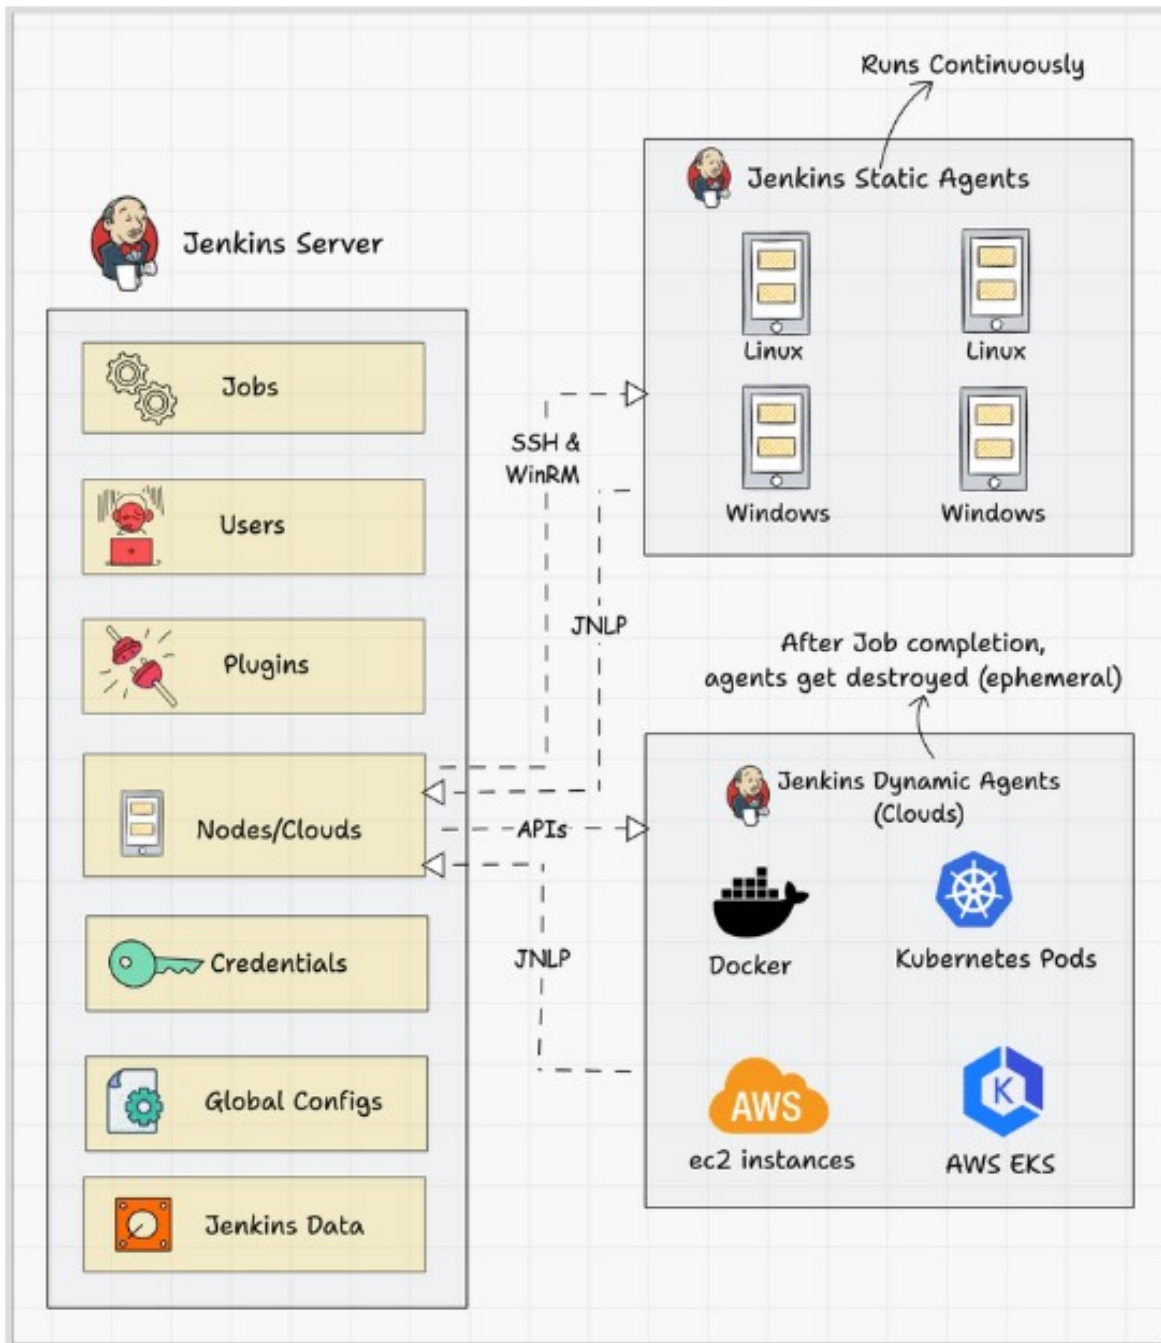 Runs Continuously
Jenkins Static Agents
Linux
Linux
Windows
Windows
Jenkins Server
Jobs
Users
Plugins
Nodes/Clouds
Credentials
Global Configs
Jenkins Data
SSH &
WinRM
JNLP
APIs
JNLP
After Job completion,
agents get destroyed (ephemeral)
Jenkins Dynamic Agents
(Clouds)
Docker
Kubernetes Pods
AWS
ec2 instances
K
AWS EKS